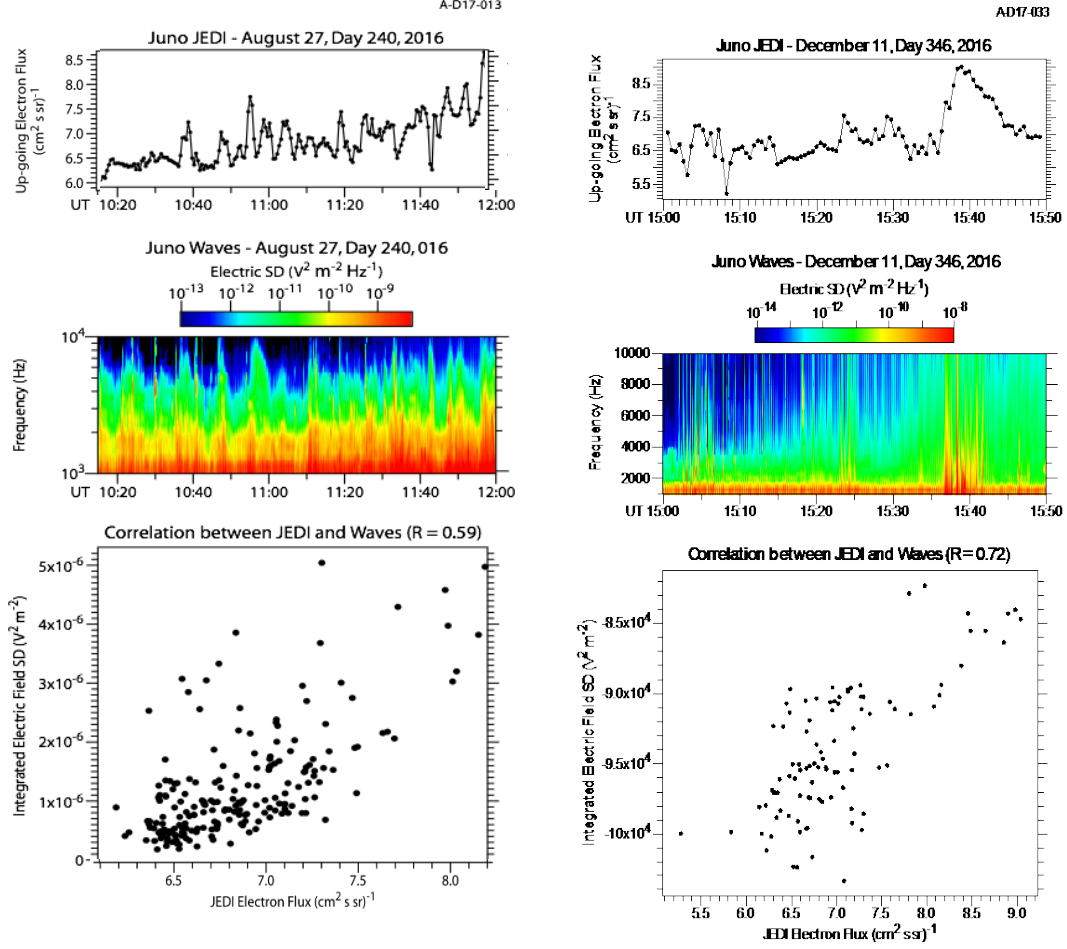 A-D17-013
Juno JEDI - August 27, Day 240, 2016
Up-going Electron Flux
(cm² s sr)⁻¹
8.5
8.0
7.5
7.0
6.5
6.0
UT 10:20 10:40 11:00 11:20 11:40 12:00
Juno Waves - August 27, Day 240, 016
Electric SD (V² m⁻² Hz⁻¹)
10⁻¹³ 10⁻¹² 10⁻¹¹ 10⁻¹⁰ 10⁻⁹
Frequency (Hz)
10⁴
10³
UT 10:20 10:40 11:00 11:20 11:40 12:00
Correlation between JEDI and Waves (R = 0.59)
Integrated Electric Field SD (V² m⁻²)
5x10⁻⁶
4x10⁻⁶
3x10⁻⁶
2x10⁻⁶
1x10⁻⁶
0
6.5 7.0 7.5 8.0
JEDI Electron Flux (cm² s sr)⁻¹
A-D17-033
Juno JEDI - December 11, Day 346, 2016
Up-going Electron Flux
(cm² s sr)⁻¹
8.5
7.5
6.5
5.5
UT 15:00 15:10 15:20 15:30 15:40 15:50
Juno Waves - December 11, Day 346, 2016
Electric SD (V² m⁻² Hz⁻¹)
10⁻¹⁴ 10⁻¹² 10⁻¹⁰ 10⁻⁸
Frequency (Hz)
10000
8000
6000
4000
2000
UT 15:00 15:10 15:20 15:30 15:40 15:50
Correlation between JEDI and Waves (R = 0.72)
Integrated Electric Field SD (V² m⁻²)
-8.5x10⁴
-9.0x10⁴
-9.5x10⁴
-10x10⁴
5.5 6.0 6.5 7.0 7.5 8.0 8.5 9.0
JEDI Electron Flux (cm² ssr)⁻¹